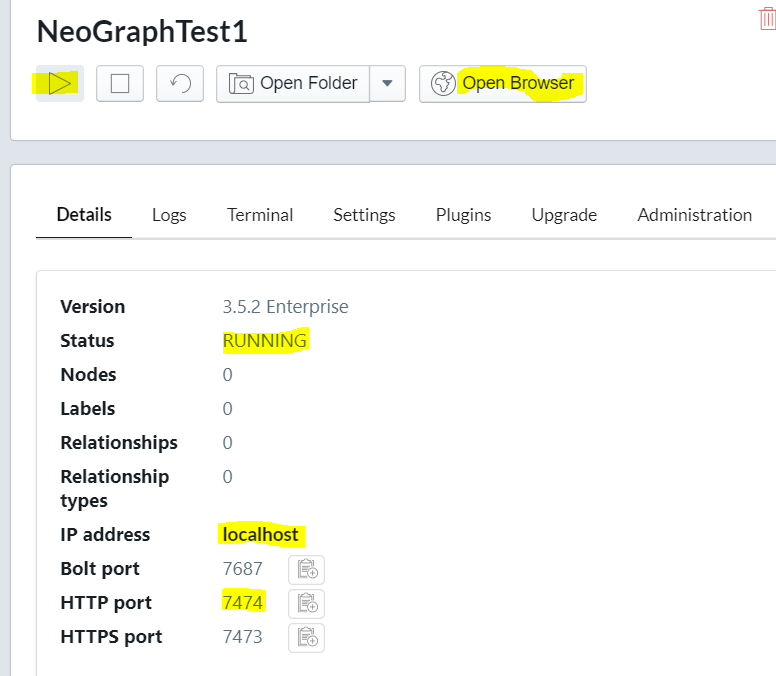 NeoGraphTest1
Open Folder Open Browser
Details Logs Terminal Settings Plugins Upgrade Administration
Version 3.5.2 Enterprise
Status RUNNING
Nodes 0
Labels 0
Relationships 0
Relationship 0
types
IP address localhost
Bolt port 7687
HTTP port 7474
HTTPS port 7473